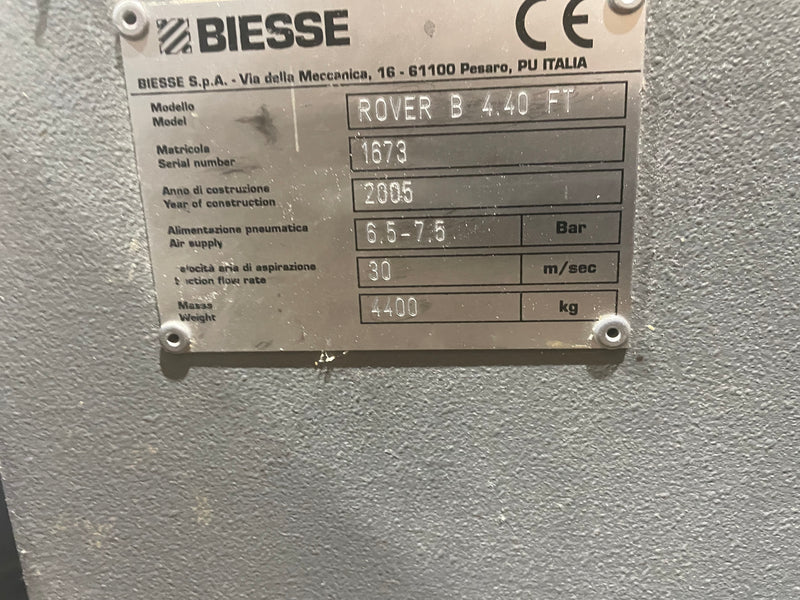 BIESSE CE
BIESSE S.p.A. - Via della Meccanica, 16 - 61100 Pesaro, PU ITALIA
Modello
Model
ROVER B 4.40 FT
Matricola
Serial number
1673
Anno di costruzione
Year of construction
2005
Alimentazione pneumatica
Air supply
6.5-7.5 Bar
aria di aspirazione
flow rate
30 m/sec
Massa
Weight
4400 kg